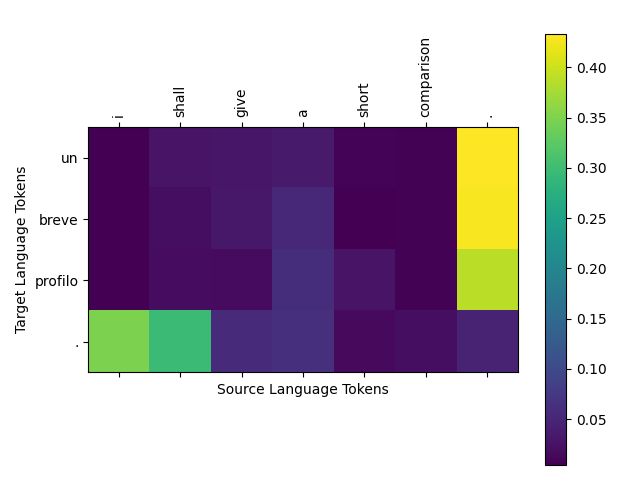 i shall give a short comparison .
un
breve
profilo
.
Target Language Tokens
Source Language Tokens
0.40
0.35
0.30
0.25
0.20
0.15
0.10
0.05